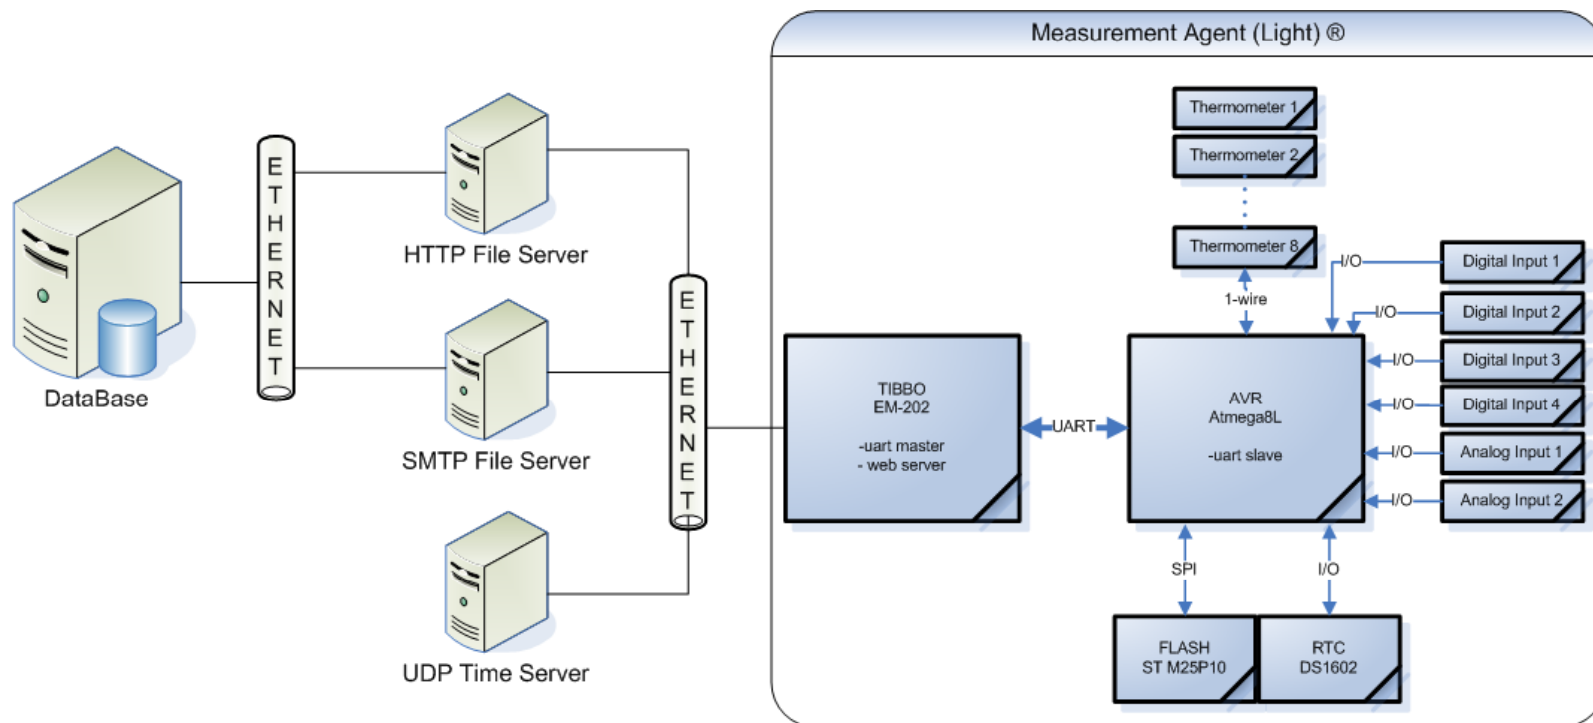 Measurement Agent (Light) ®
Thermometer 1
Thermometer 2
Thermometer 8
1-wire
I/O
Digital Input 1
I/O
Digital Input 2
I/O
Digital Input 3
I/O
Digital Input 4
I/O
Analog Input 1
I/O
Analog Input 2
ETHERNET
HTTP File Server
DataBase
SMTP File Server
UDP Time Server
ETHERNET
TIBBO
EM-202
-uart master
- web server
UART
AVR
Atmega8L
-uart slave
SPI
I/O
FLASH
ST M25P10
RTC
DS1602